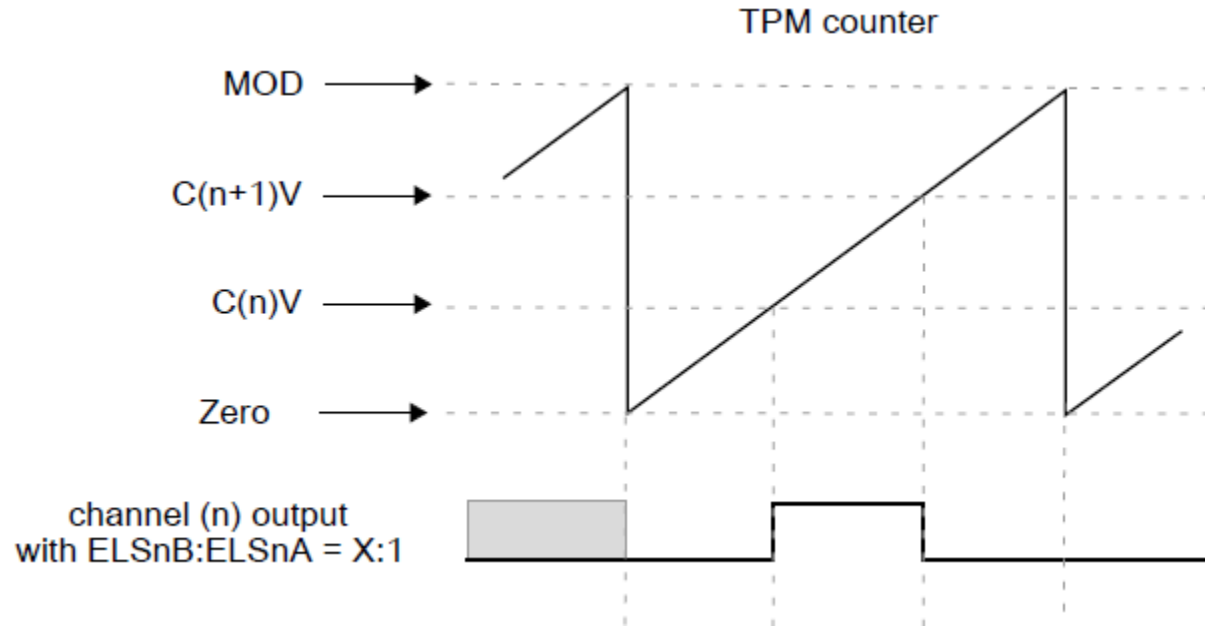 TPM counter
MOD
C(n+1)V
C(n)V
Zero
channel (n) output
with ELSnB:ELSnA = X:1